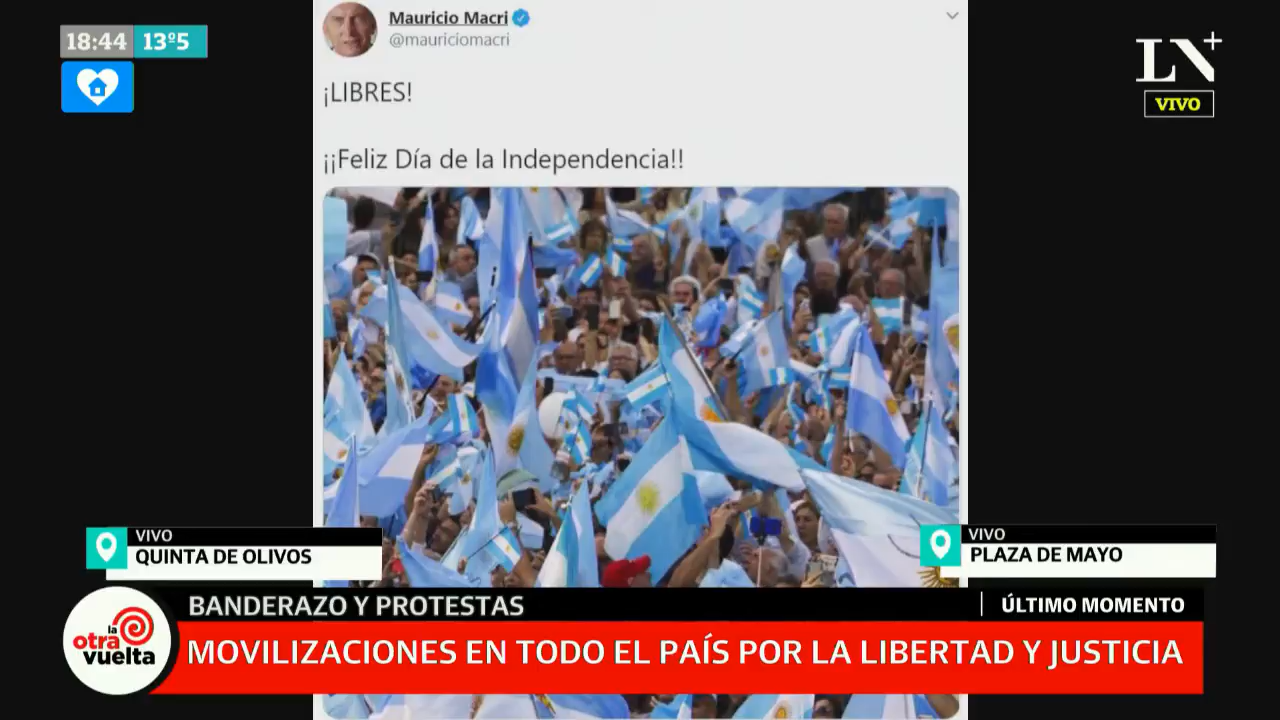 18:44 13º5
Mauricio Macri
@mauriciomacri
LN+
VIVO
¡LIBRES!
¡¡Feliz Día de la Independencia!!
VIVO
QUINTA DE OLIVOS
VIVO
PLAZA DE MAYO
BANDERAZO Y PROTESTAS
ÚLTIMO MOMENTO
la
otra
vuelta
MOVILIZACIONES EN TODO EL PAÍS POR LA LIBERTAD Y JUSTICIA